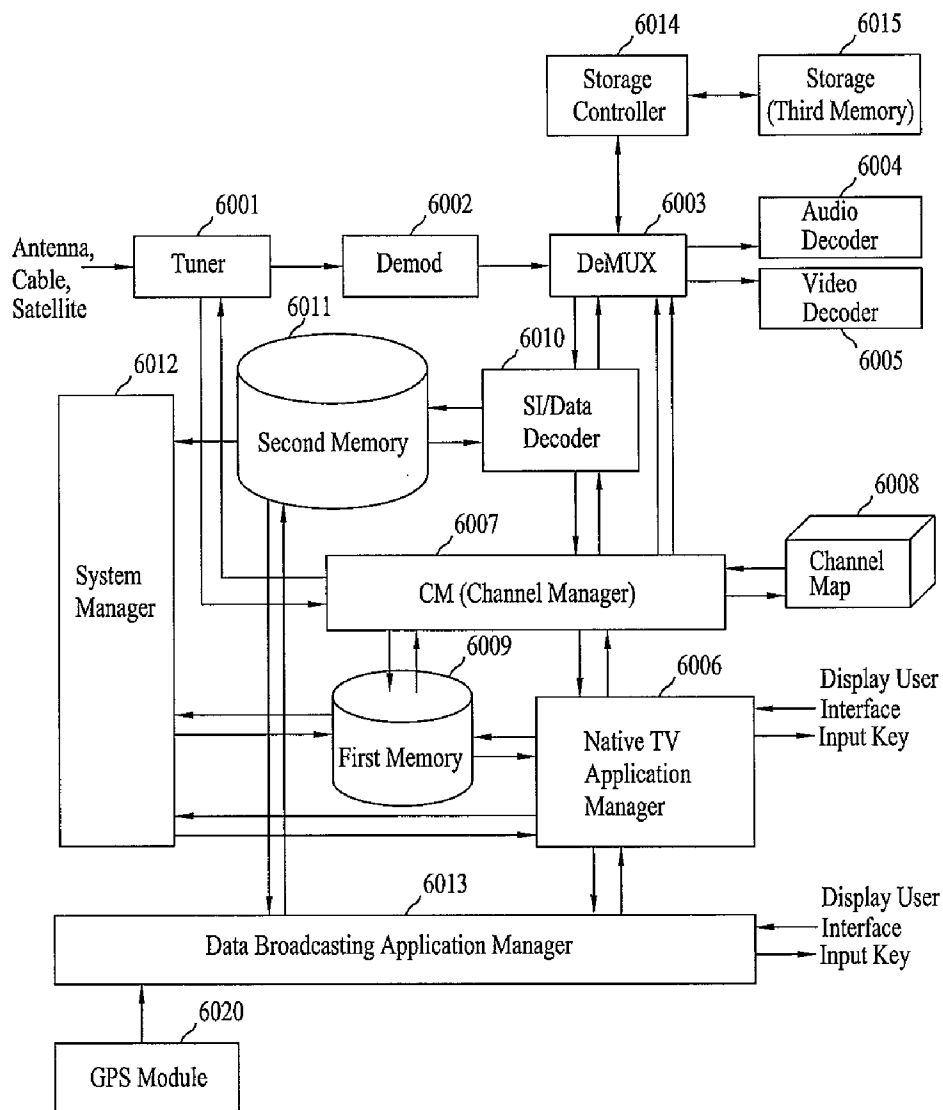 6014
6015
Storage
Controller
Storage
(Third Memory)
6001
6002
6003
6004
Antenna,
Cable,
Satellite
Tuner
Demod
DeMUX
Audio
Decoder
Video
Decoder
6005
6011
6010
6012
Second Memory
SI/Data
Decoder
6007
6008
System
Manager
CM (Channel Manager)
Channel
Map
6009
6006
First Memory
Native TV
Application
Manager
Display User
Interface
Input Key
6013
Data Broadcasting Application Manager
Display User
Interface
Input Key
6020
GPS Module